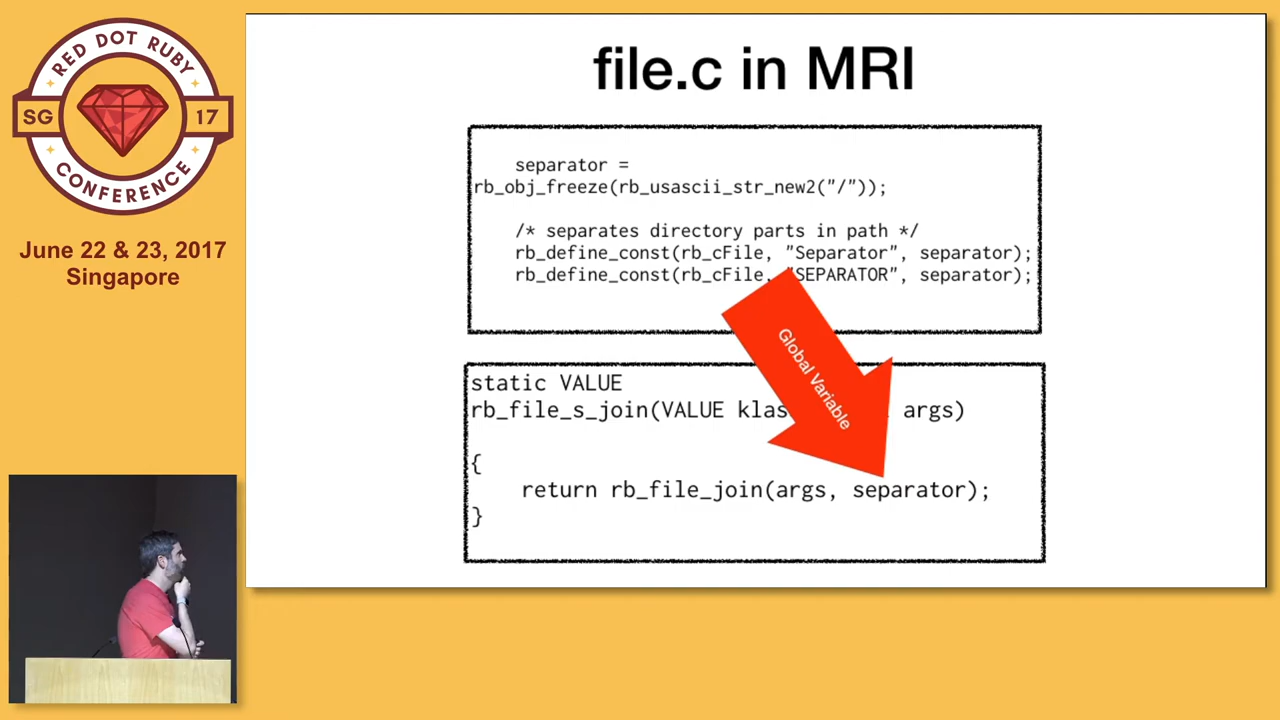 RED DOT RUBY
SG 17
CONFERENCE
June 22 & 23, 2017
Singapore
file.c in MRI
separator =
rb_obj_freeze(rb_usascii_str_new2("/"));
/* separates directory parts in path */
rb_define_const(rb_cFile, "Separator", separator);
rb_define_const(rb_cFile, "SEPARATOR", separator);
Global Variable
static VALUE
rb_file_s_join(VALUE klas args)
{
return rb_file_join(args, separator);
}